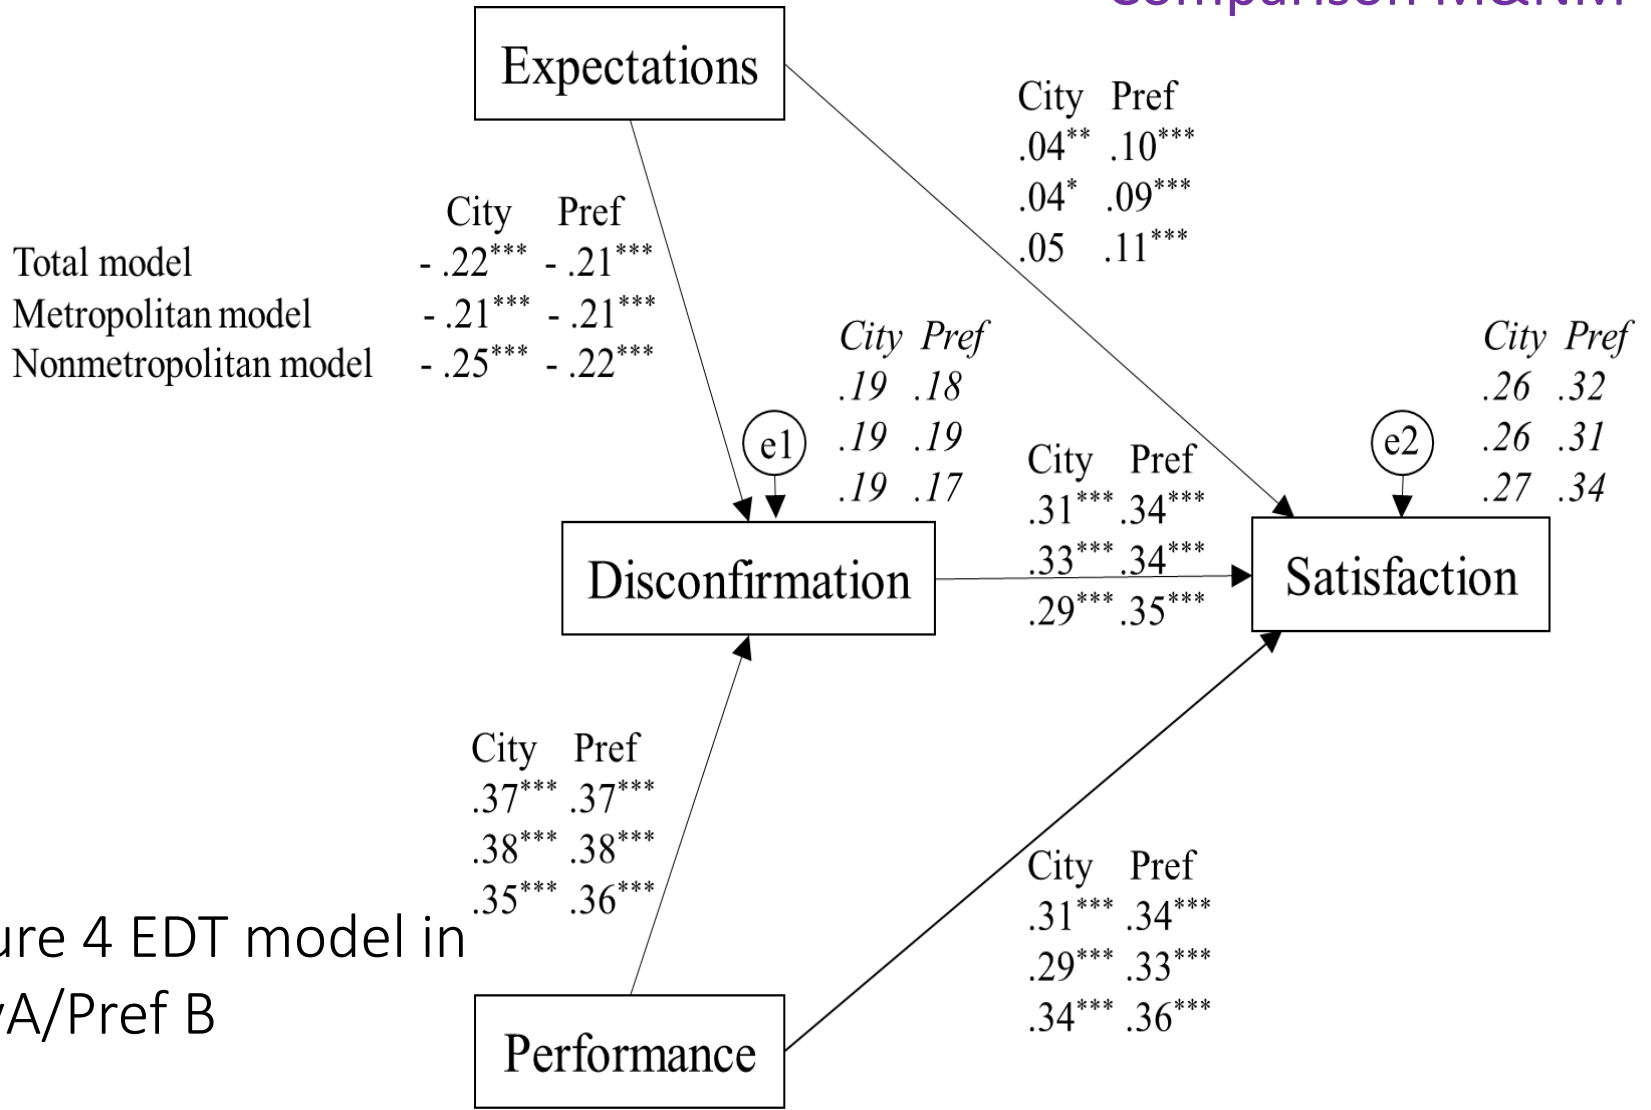 Comparison M&NM
Expectations
City Pref
.04** .10***
.04* .09***
.05 .11***
City Pref
Total model - .22*** - .21***
Metropolitan model - .21*** - .21***
Nonmetropolitan model - .25*** - .22***
City Pref
.19 .18
.19 .19
.19 .17
e1
City Pref
.26 .32
.26 .31
.27 .34
e2
City Pref
.31*** .34***
.33*** .34***
.29*** .35***
Disconfirmation
Satisfaction
City Pref
.37*** .37***
.38*** .38***
.35*** .36***
City Pref
.31*** .34***
.29*** .33***
.34*** .36***
ure 4 EDT model in
yA/Pref B
Performance